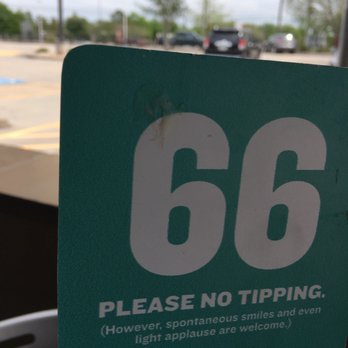 66
PLEASE NO TIPPING.
(However, spontaneous smiles and even
light applause are welcome.)